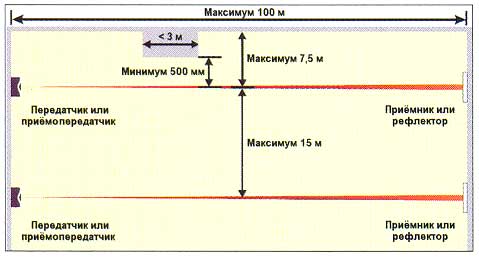 Максимум 100 м
< 3 м
Максимум 7,5 м
Минимум 500 мм
Передатчик или
приёмопередатчик
Приёмник или
рефлектор
Максимум 15 м
Передатчик или
приёмопередатчик
Приёмник или
рефлектор